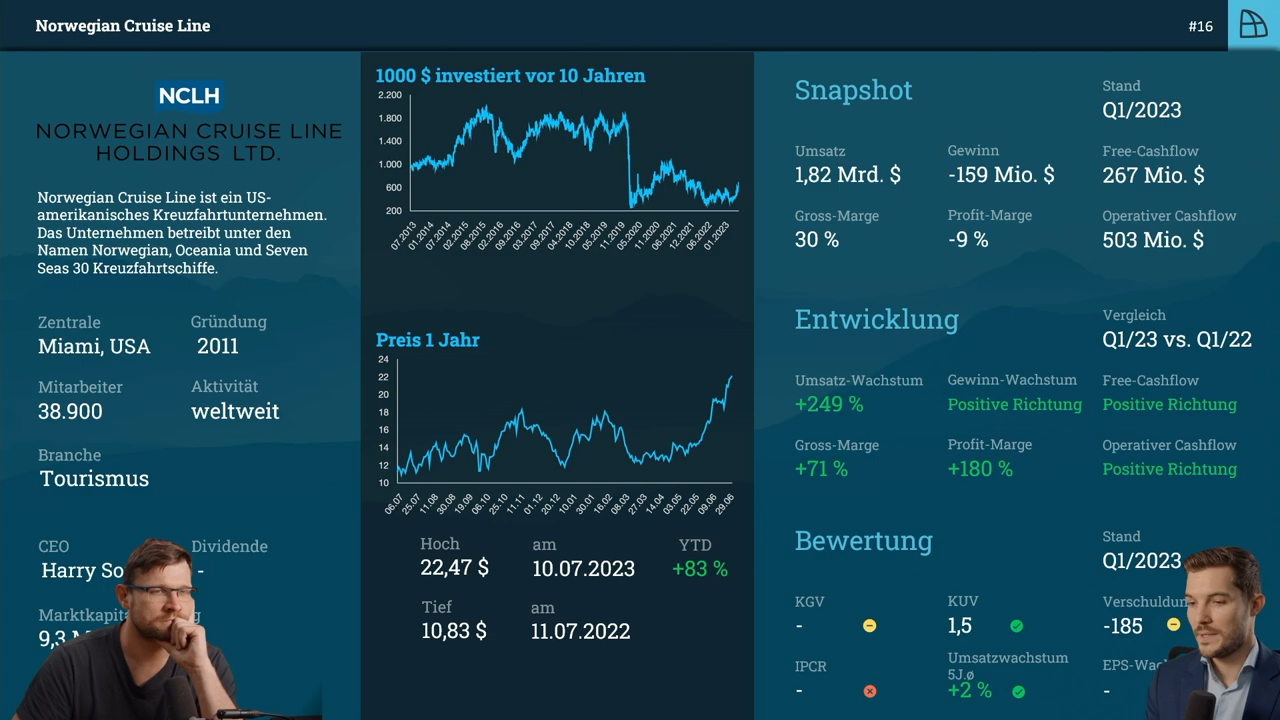 Norwegian Cruise Line
#16
NCLH
NORWEGIAN CRUISE LINE
HOLDINGS LTD.
Norwegian Cruise Line ist ein US-
amerikanisches Kreuzfahrtunternehmen.
Das Unternehmen betreibt unter den
Namen Norwegian, Oceania und Seven
Seas 30 Kreuzfahrtschiffe.
Zentrale
Gründung
Miami, USA
2011
Mitarbeiter
Aktivität
38.900
weltweit
Branche
Tourismus
CEO
Dividende
Harry So
-
Marktkapita
g
9,3 M
1000 $ investiert vor 10 Jahren
2.200
1.800
1.400
1.000
600
200
07.2013
01.2014
07.2014
02.2015
08.2015
02.2016
09.2016
03.2017
09.2017
04.2018
10.2018
05.2019
11.2019
05.2020
11.2020
06.2021
12.2021
06.2022
01.2023
Preis 1 Jahr
24
22
20
18
16
14
12
10
06.07
25.07
11.08
30.08
19.09
06.10
25.10
11.11
01.12
20.12
10.01
30.01
16.02
08.03
27.03
14.04
03.05
22.05
09.06
29.06
Hoch
am
YTD
22,47 $
10.07.2023
+83 %
Tief
am
10,83 $
11.07.2022
Snapshot
Stand
Q1/2023
Umsatz
Gewinn
Free-Cashflow
1,82 Mrd. $
-159 Mio. $
267 Mio. $
Gross-Marge
Profit-Marge
Operativer Cashflow
30 %
-9 %
503 Mio. $
Entwicklung
Vergleich
Q1/23 vs. Q1/22
Umsatz-Wachstum
Gewinn-Wachstum
Free-Cashflow
+249 %
Positive Richtung
Positive Richtung
Gross-Marge
Profit-Marge
Operativer Cashflow
+71 %
+180 %
Positive Richtung
Bewertung
Stand
Q1/2023
KGV
KUV
Verschuldun
-
1,5
-185
IPCR
Umsatzwachstum
5J.ø
EPS-Wac
-
+2 %
-